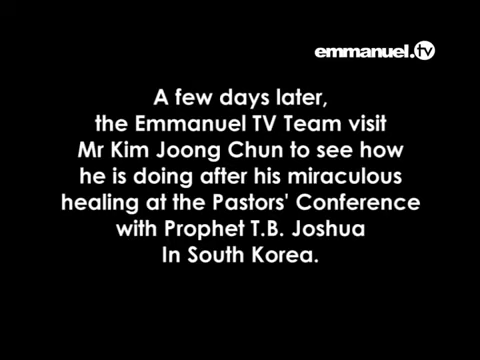 emmanuel.tv
A few days later,
the Emmanuel TV Team visit
Mr Kim Joong Chun to see how
he is doing after his miraculous
healing at the Pastors' Conference
with Prophet T.B. Joshua
In South Korea.